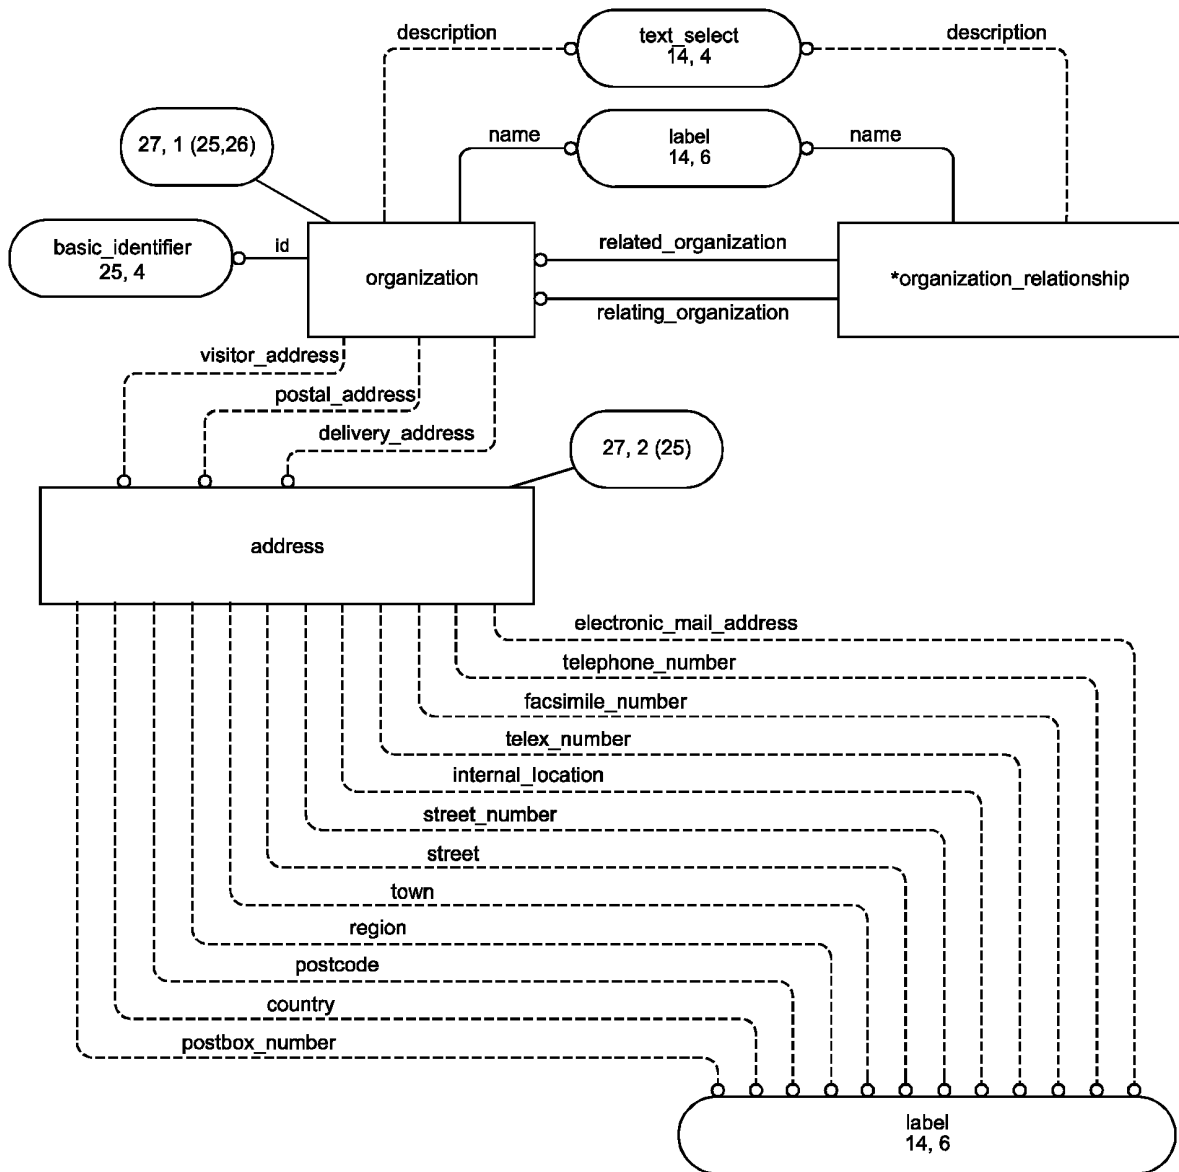 description
text_select
14, 4
description
27, 1 (25,26)
name
label
14, 6
name
basic_identifier
25, 4
id
organization
related_organization
relating_organization
*organization_relationship
visitor_address
postal_address
delivery_address
27, 2 (25)
address
electronic_mail_address
telephone_number
facsimile_number
telex_number
internal_location
street_number
street
town
region
postcode
country
postbox_number
label
14, 6